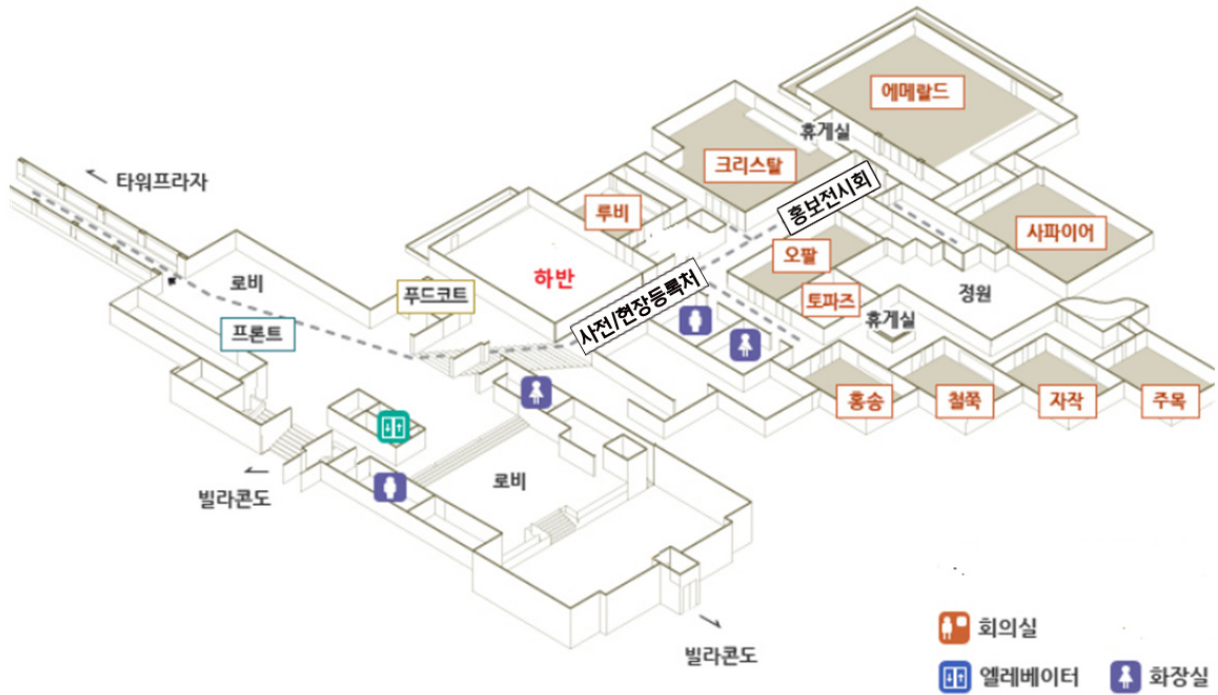 에메랄드
휴게실
크리스탈
타워프라자
홍보전시회
루비
사파이어
오팔
로비
하반
푸드코트
정원
토파즈
사전/현장등록처
휴게실
프론트
홍송
철쭉
자작
주목
로비
빌라콘도
회의실
빌라콘도
엘레베이터
화장실